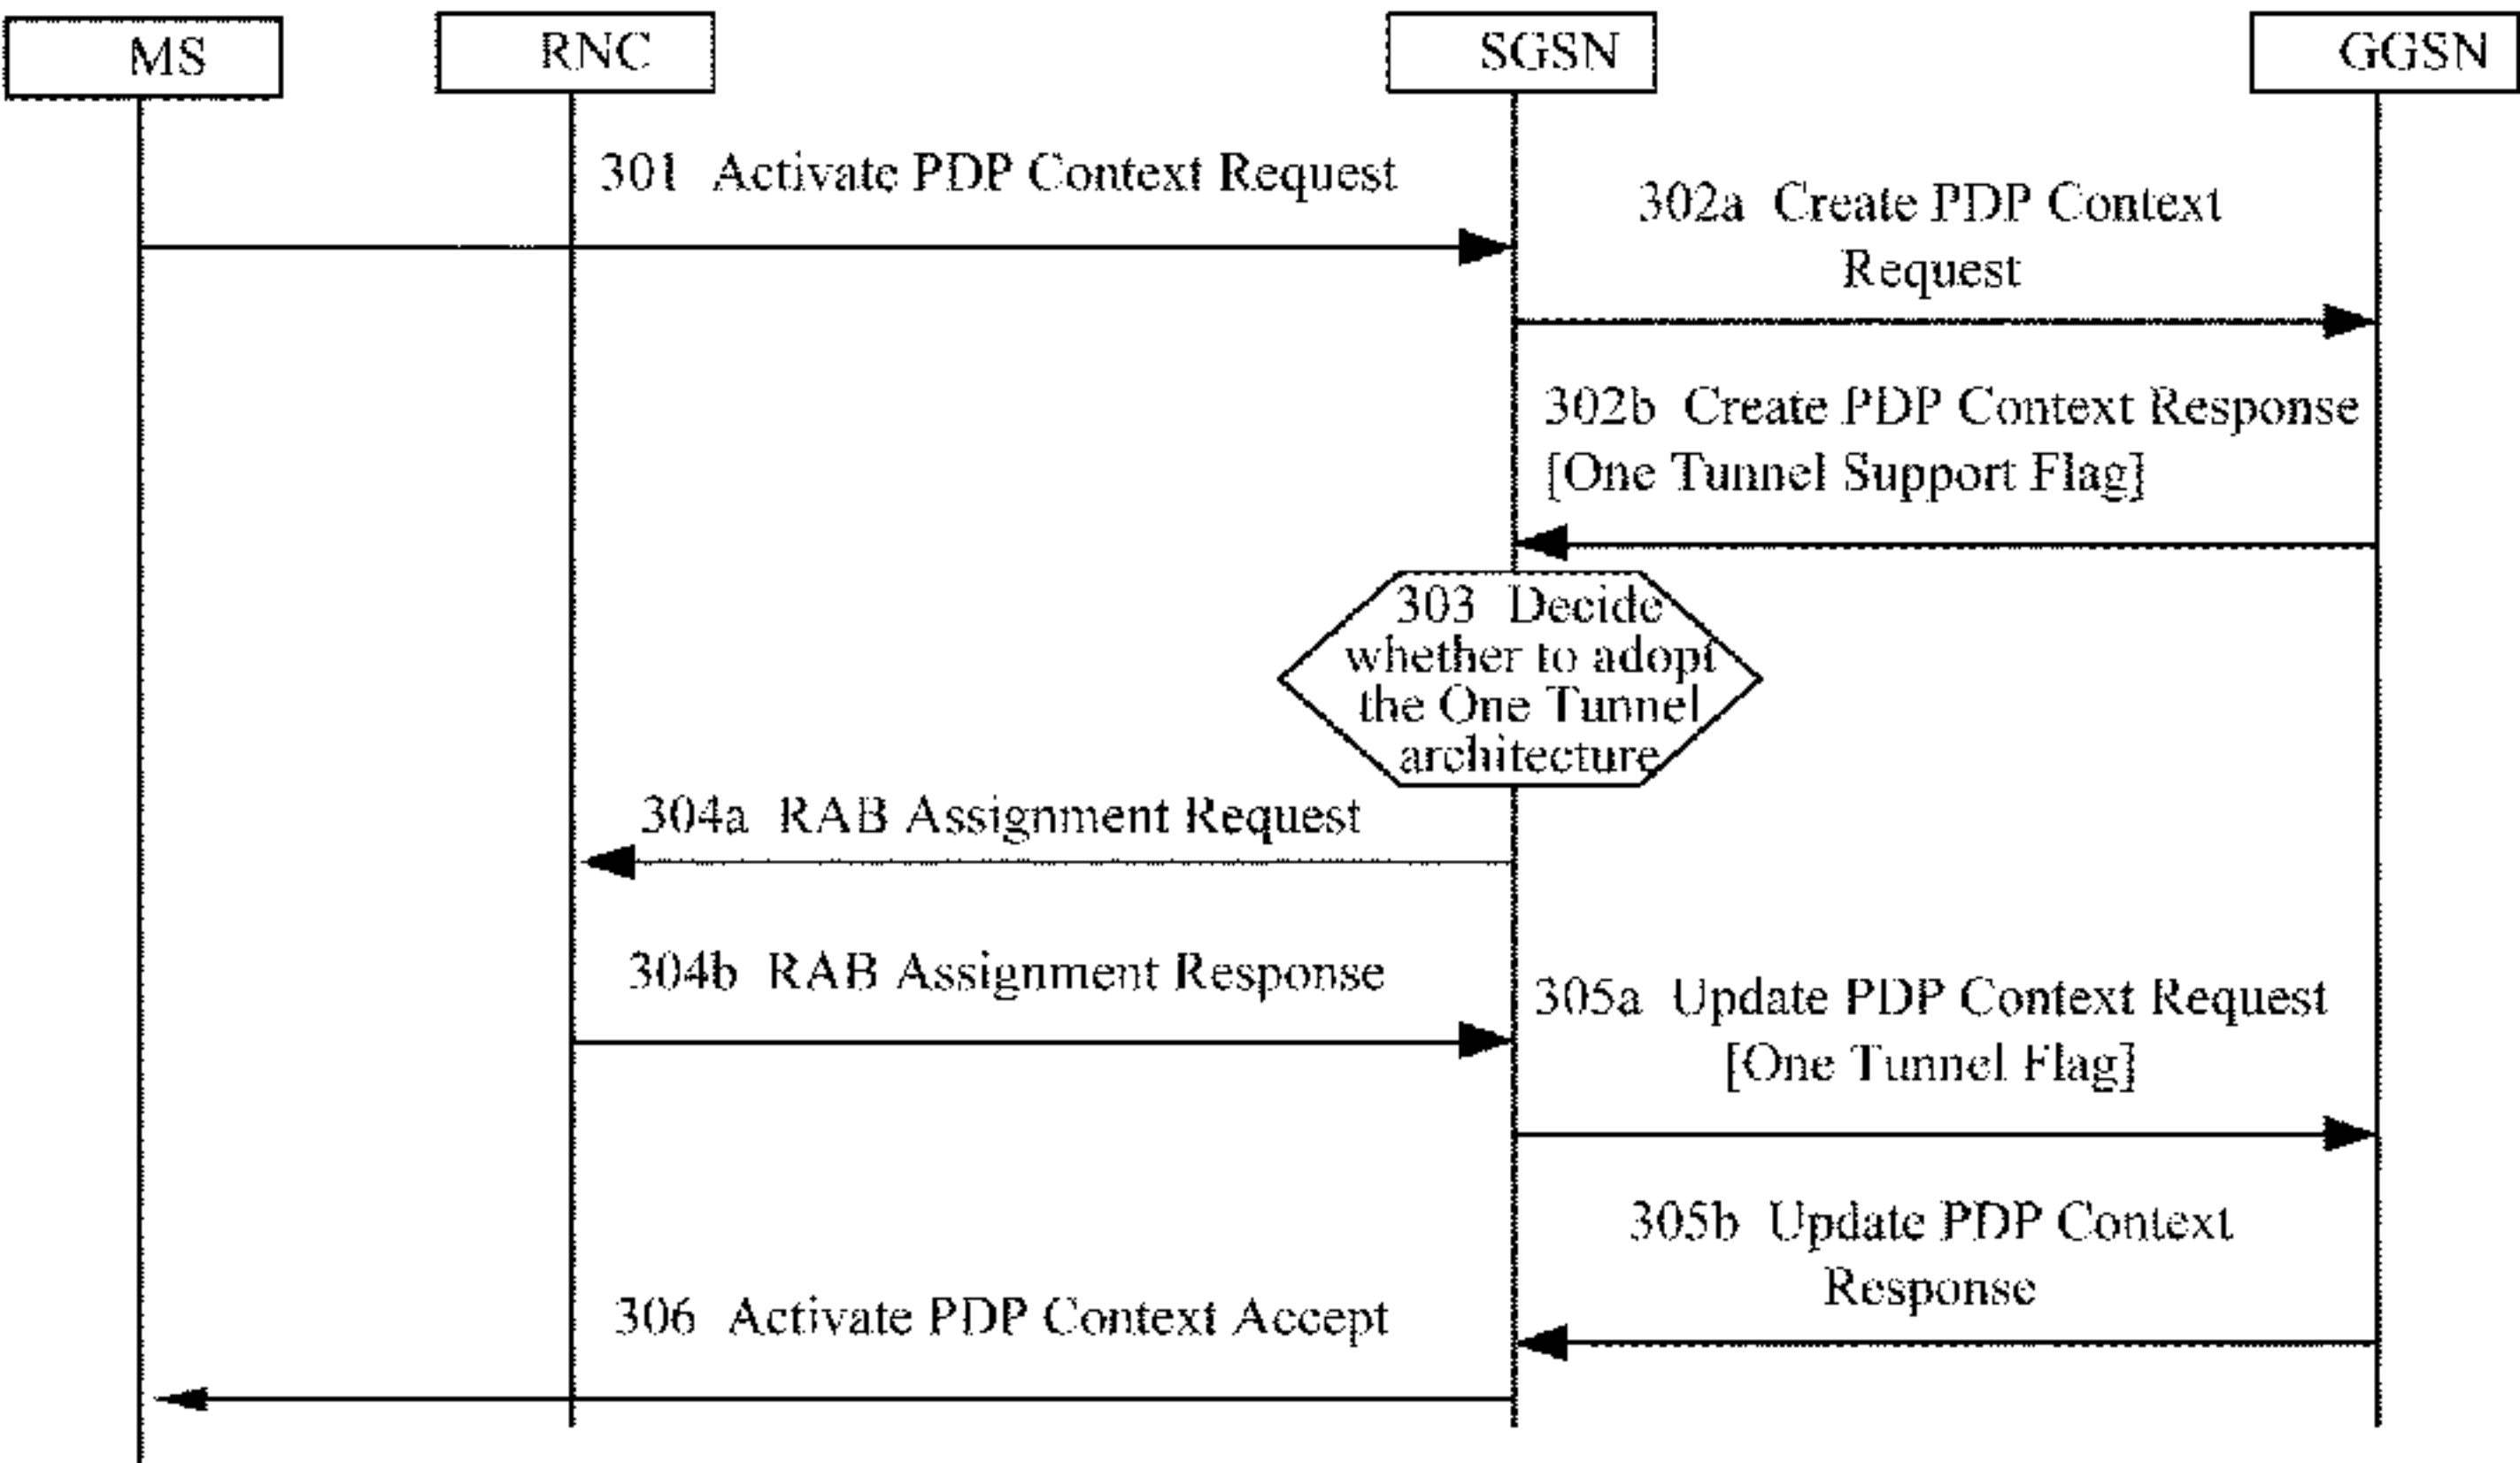 MS
RNC
SGSN
GGSN
301 Activate PDP Context Request
302a Create PDP Context
Request
302b Create PDP Context Response
[One Tunnel Support Flag]
303 Decide
whether to adopt
the One Tunnel
architecture
304a RAB Assignment Request
304b RAB Assignment Response
305a Update PDP Context Request
[One Tunnel Flag]
305b Update PDP Context
Response
306 Activate PDP Context Accept